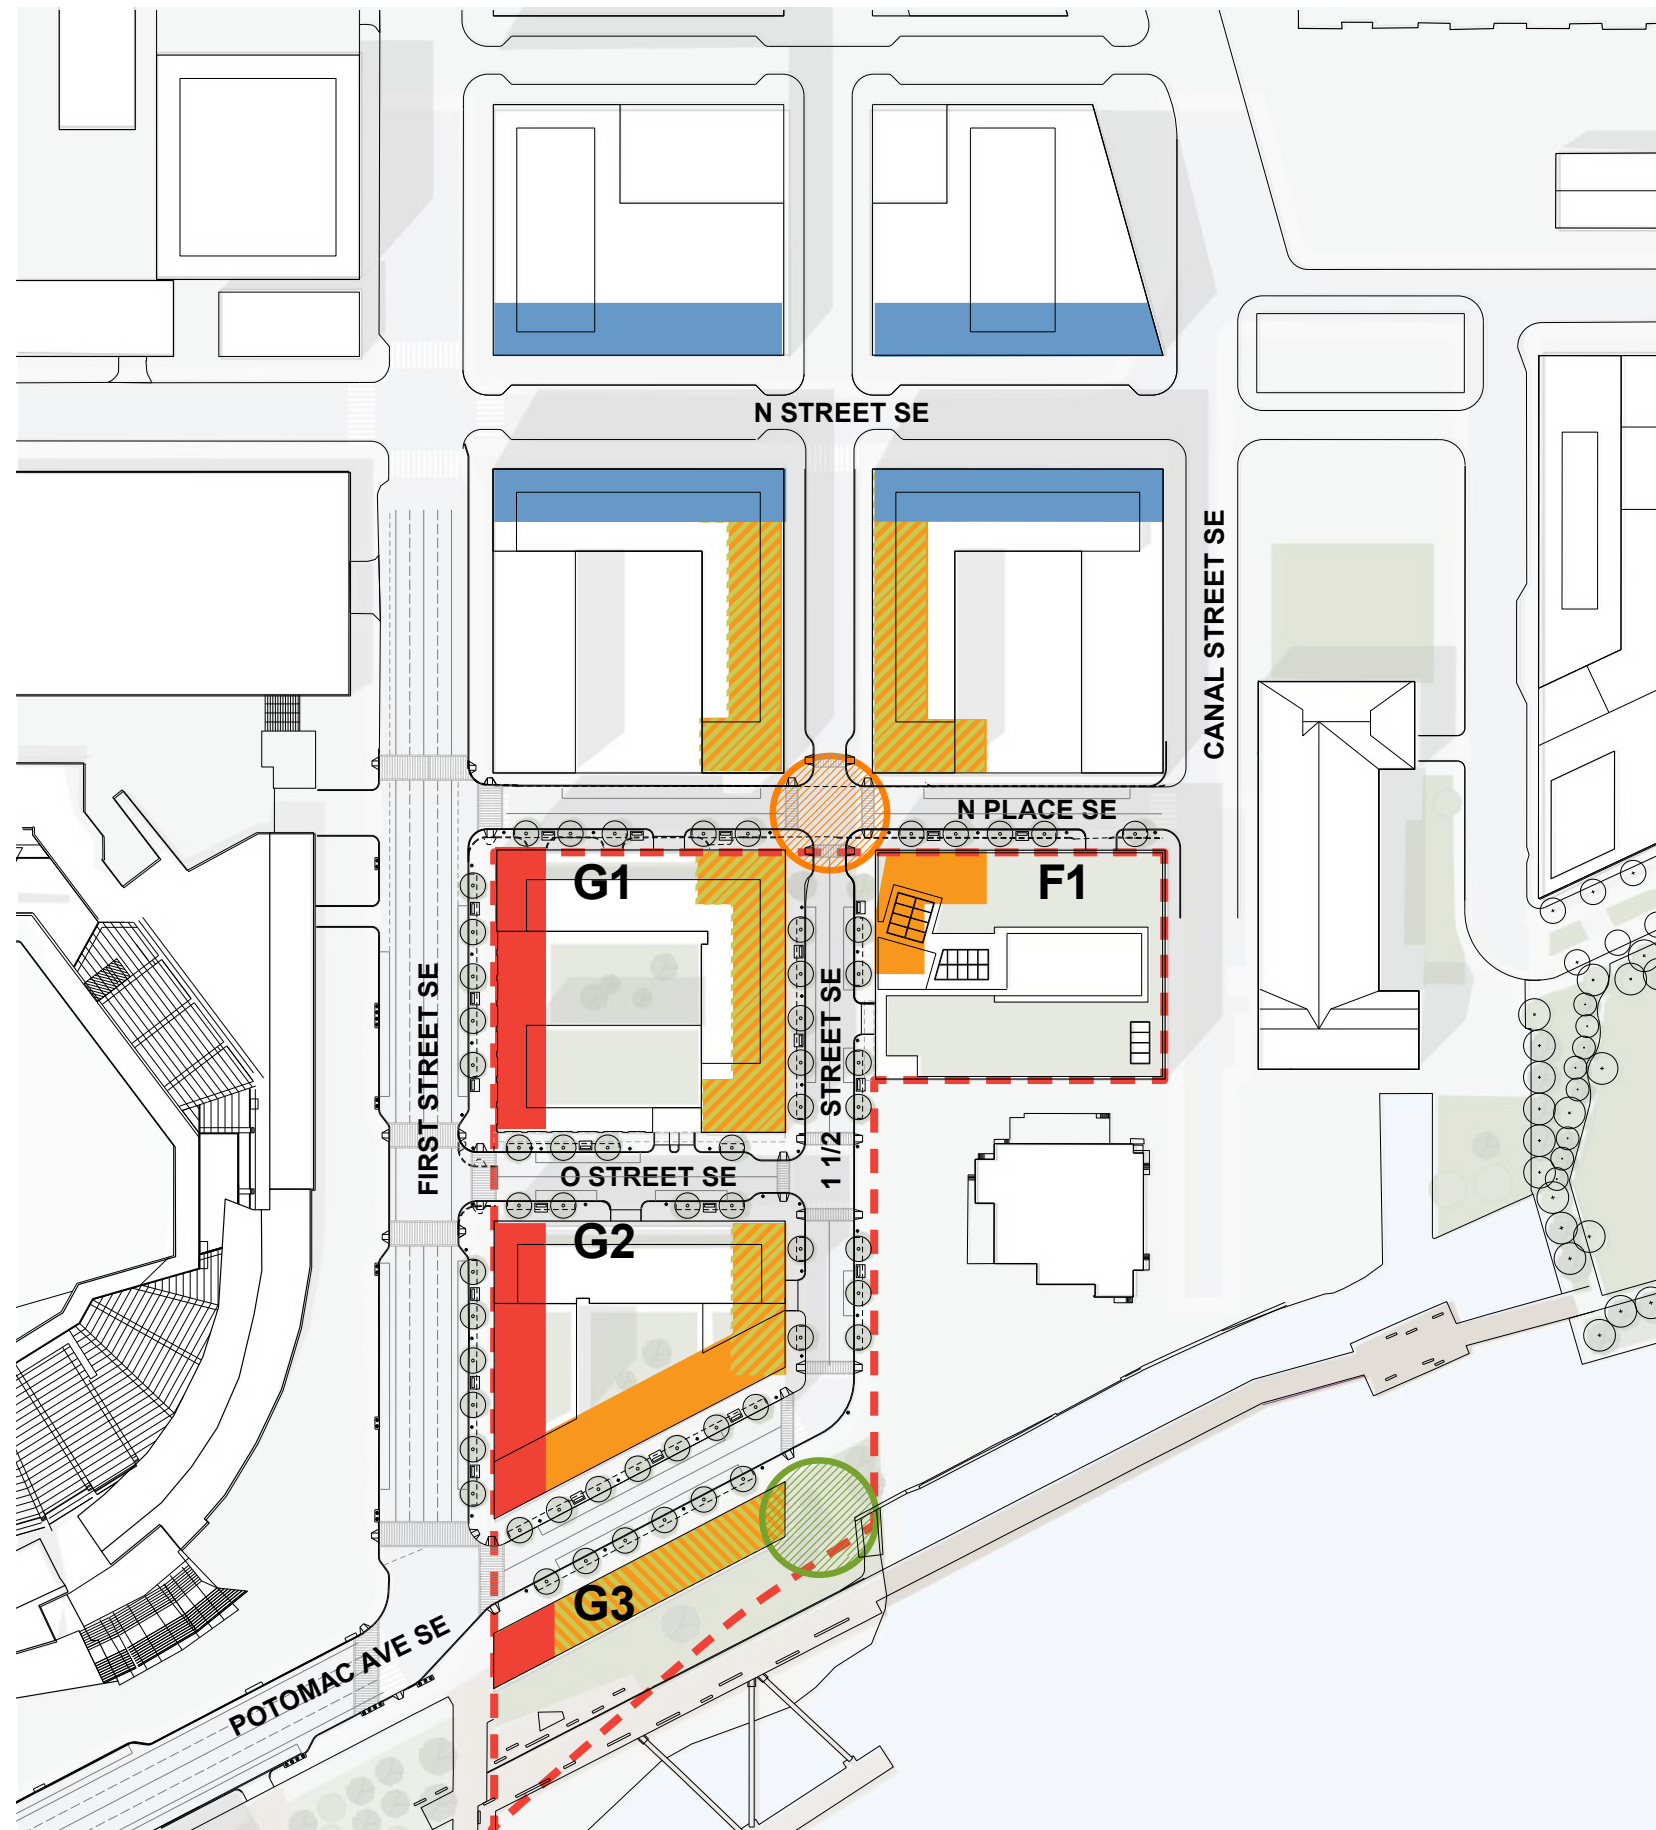 N STREET SE
CANAL STREET SE
N PLACE SE
G1
F1
FIRST STREET SE
1 1/2 STREET SE
O STREET SE
G2
G3
POTOMAC AVE SE